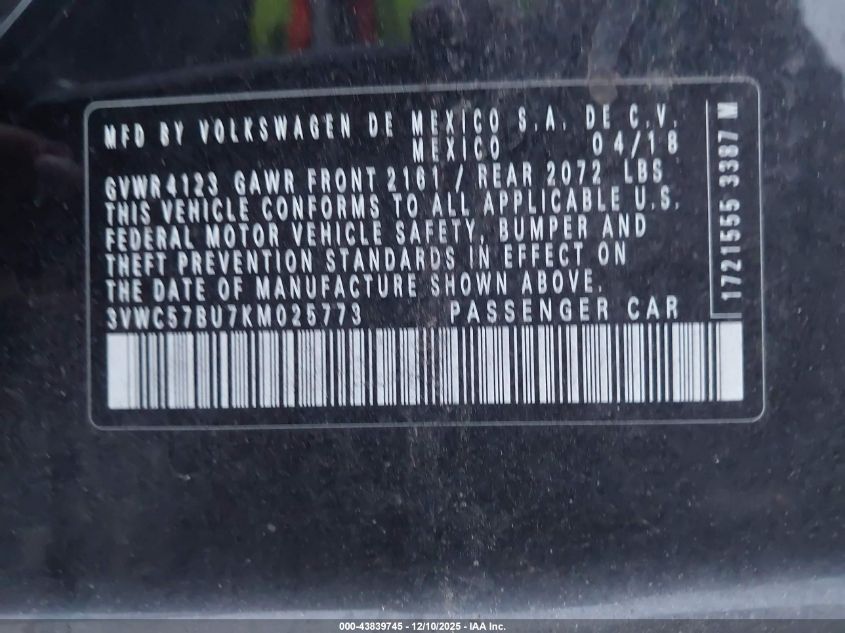 MFD BY VOLKSWAGEN DE MEXICO S.A. DE C.V.
MEXICO 04/18
GVWR 4123 GAWR FRONT 2161 / REAR 2072 LBS
THIS VEHICLE CONFORMS TO ALL APPLICABLE U.S.
FEDERAL MOTOR VEHICLE SAFETY, BUMPER AND
THEFT PREVENTION STANDARDS IN EFFECT ON
THE DATE OF MANUFACTURE SHOWN ABOVE.
3VWC57BU7KM025773 PASSENGER CAR
1721555 3387 M
000-43839745 - 12/10/2025 - IAA Inc.